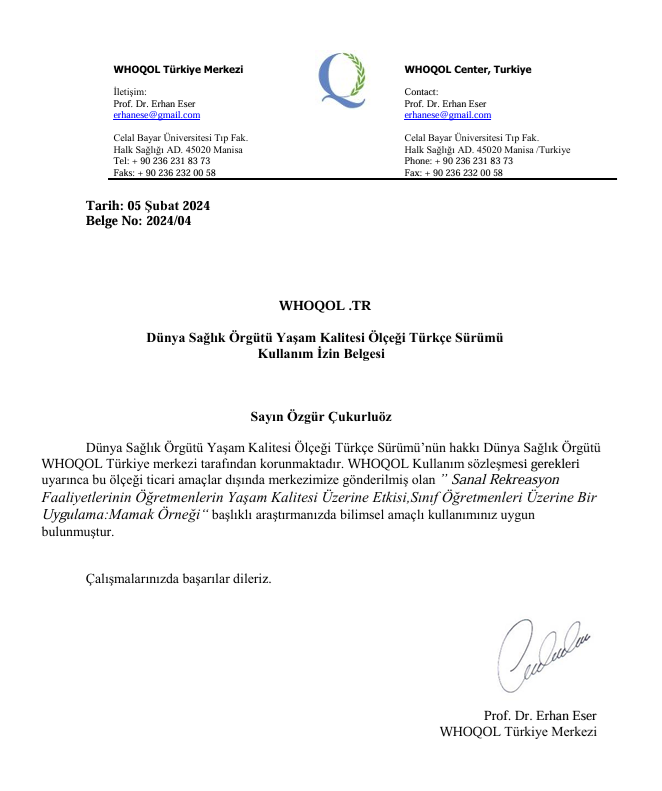 WHOQOL Türkiye Merkezi
İletişim:
Prof. Dr. Erhan Eser
erhanese@gmail.com
Celal Bayar Üniversitesi Tıp Fak.
Halk Sağlığı AD. 45020 Manisa
Tel: + 90 236 231 83 73
Faks: + 90 236 232 00 58
WHOQOL Center, Turkiye
Contact:
Prof. Dr. Erhan Eser
erhanese@gmail.com
Celal Bayar Üniversitesi Tıp Fak.
Halk Sağlığı AD. 45020 Manisa /Turkiye
Phone: + 90 236 231 83 73
Fax: + 90 236 232 00 58
Tarih: 05 Şubat 2024
Belge No: 2024/04
WHOQOL .TR
Dünya Sağlık Örgütü Yaşam Kalitesi Ölçeği Türkçe Sürümü
Kullanım İzin Belgesi
Sayın Özgür Çukurluöz
Dünya Sağlık Örgütü Yaşam Kalitesi Ölçeği Türkçe Sürümü’nün hakkı Dünya Sağlık Örgütü
WHOQOL Türkiye merkezi tarafından korunmaktadır. WHOQOL Kullanım sözleşmesi gerekleri
uyarınca bu ölçeği ticari amaçlar dışında merkezimize gönderilmiş olan ” Sanal Rekreasyon
Faaliyetlerinin Öğretmenlerin Yaşam Kalitesi Üzerine Etkisi,Sınıf Öğretmenleri Üzerine Bir
Uygulama:Mamak Örneği“ başlıklı araştırmanızda bilimsel amaçlı kullanımınız uygun
bulunmuştur.
Çalışmalarınızda başarılar dileriz.
Prof. Dr. Erhan Eser
WHOQOL Türkiye Merkezi